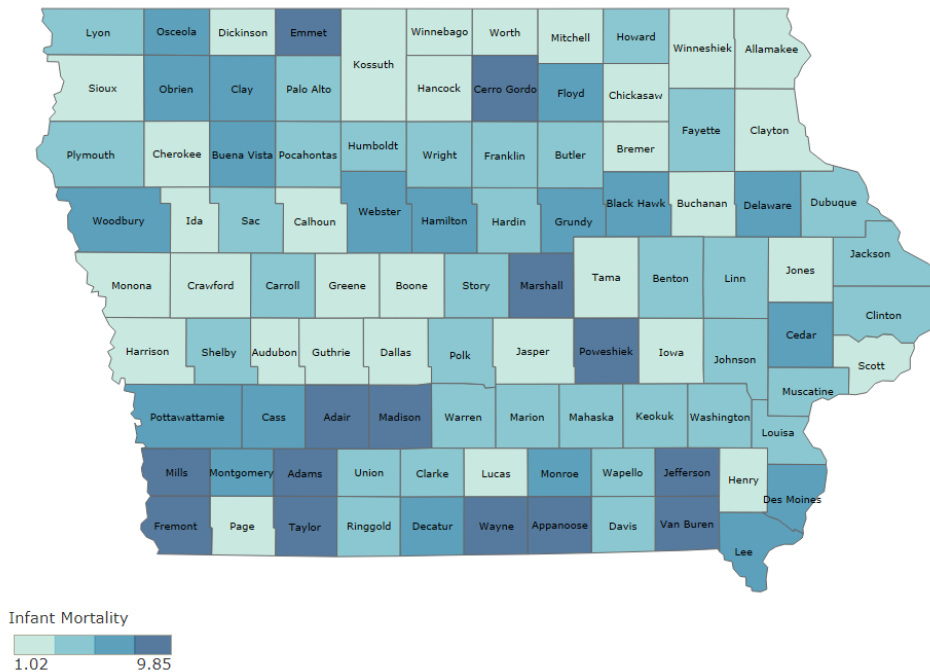 Lyon Osceola Dickinson Emmet Winnebago Worth Mitchell Howard Winneshiek Allamakee
Kossuth
Sioux Obrien Clay Palo Alto Hancock Cerro Gordo Floyd Chickasaw
Fayette Clayton
Plymouth Cherokee Buena Vista Pocahontas Humboldt Wright Franklin Butler Bremer
Woodbury Ida Sac Calhoun Webster Hamilton Hardin Grundy Black Hawk Buchanan Delaware Dubuque
Jackson
Monona Crawford Carroll Greene Boone Story Marshall Tama Benton Linn Jones
Clinton
Harrison Shelby Audubon Guthrie Dallas Polk Jasper Poweshiek Iowa Johnson Cedar Scott
Muscatine
Pottawattamie Cass Adair Madison Warren Marion Mahaska Keokuk Washington
Louisa
Mills Montgomery Adams Union Clarke Lucas Monroe Wapello Jefferson Henry
Des Moines
Fremont Page Taylor Ringgold Decatur Wayne Appanoose Davis Van Buren
Lee
Infant Mortality
1.02 9.85